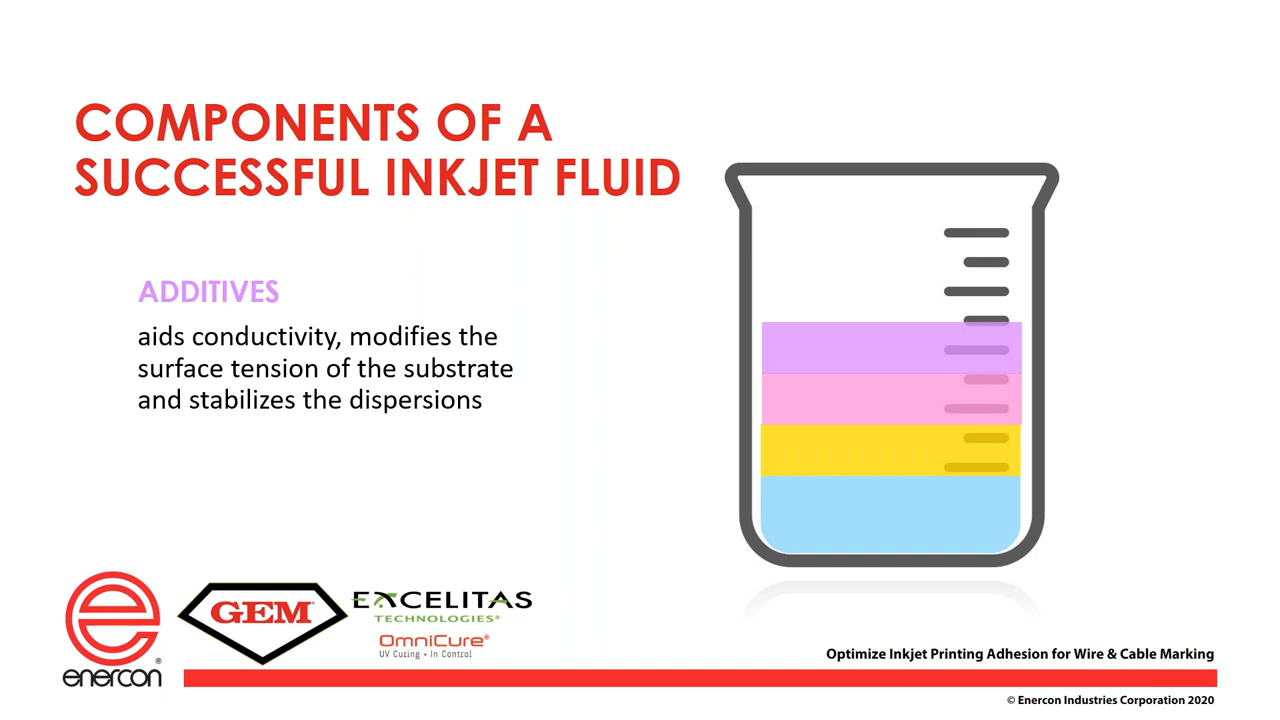 COMPONENTS OF A
SUCCESSFUL INKJET FLUID
ADDITIVES
aids conductivity, modifies the
surface tension of the substrate
and stabilizes the dispersions
enercon®
GEM®
EXCELITAS
TECHNOLOGIES®
OmniCure®
UV Curing • In Control
Optimize Inkjet Printing Adhesion for Wire & Cable Marking
© Enercon Industries Corporation 2020